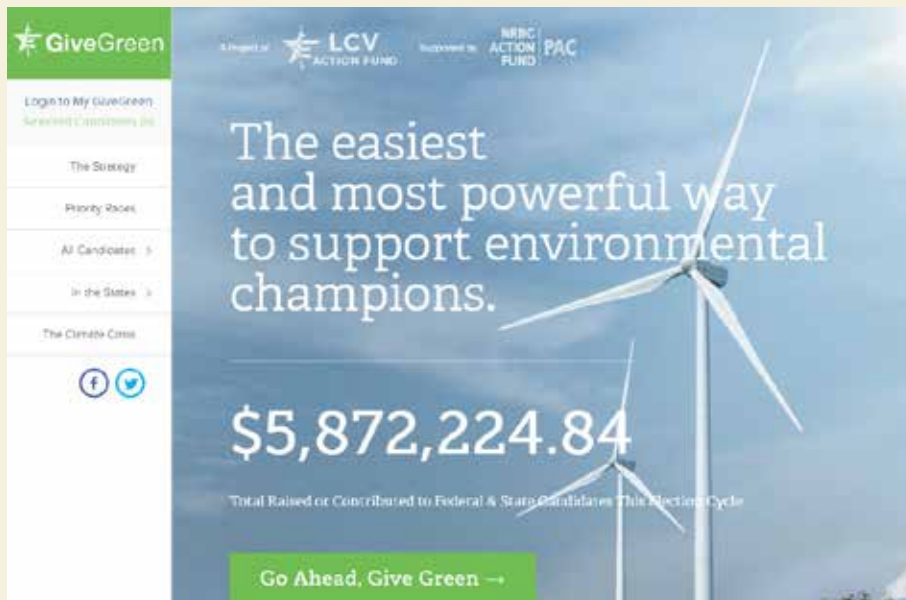 GiveGreen
A Project of
LCV
ACTION FUND
Supported by
NRDC
ACTION
FUND
PAC
Login to My GiveGreen
Selected Candidates
The Strategy
Priority Races
All Candidates >
In the States >
The Climate Crisis
The easiest
and most powerful way
to support environmental
champions.
$5,872,224.84
Total Raised or Contributed to Federal & State Candidates This Election Cycle
Go Ahead, Give Green →